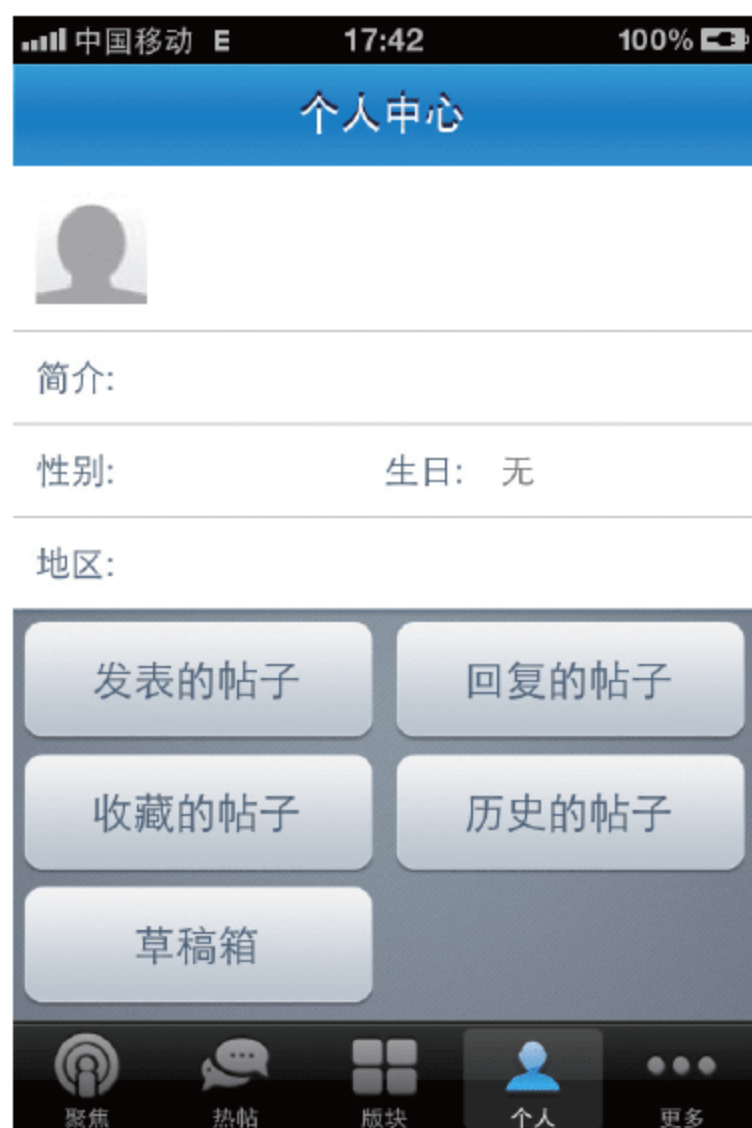 中国移动 E 17:42 100%
个人中心
简介:
性别: 生日: 无
地区:
发表的帖子 回复的帖子
收藏的帖子 历史的帖子
草稿箱
聚焦 热帖 版块 个人 更多